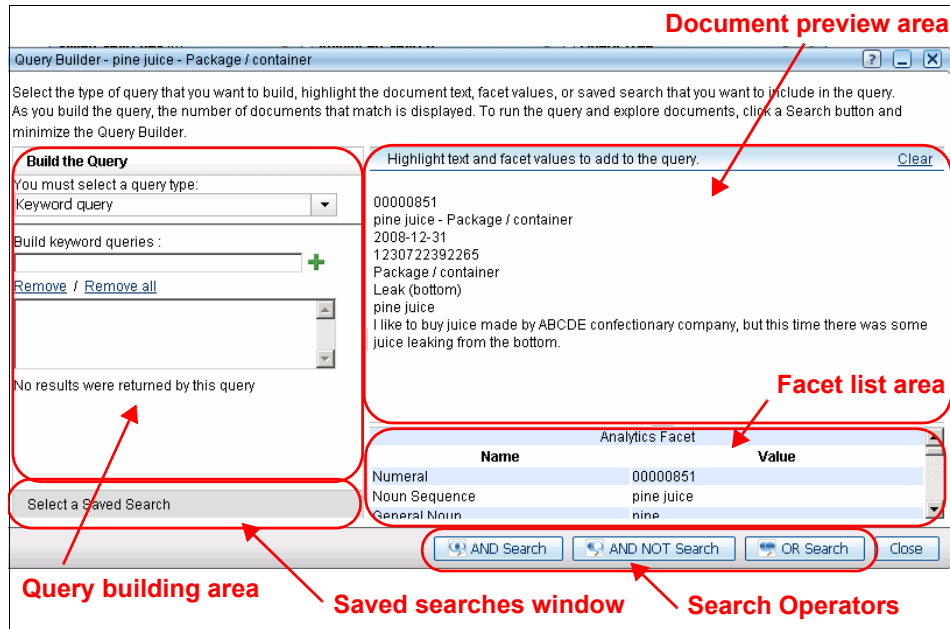 Document preview area
Query Builder - pine juice - Package / container
Select the type of query that you want to build, highlight the document text, facet values, or saved search that you want to include in the query.
As you build the query, the number of documents that match is displayed. To run the query and explore documents, click a Search button and
minimize the Query Builder.
Build the Query
You must select a query type:
Keyword query
Build keyword queries :
Remove / Remove all
No results were returned by this query
Select a Saved Search
Highlight text and facet values to add to the query.
Clear
00000851
pine juice - Package / container
2008-12-31
1230722392265
Package / container
Leak (bottom)
pine juice
I like to buy juice made by ABCDE confectionary company, but this time there was some
juice leaking from the bottom.
Facet list area
Analytics Facet
Name Value
Numeral 00000851
Noun Sequence pine juice
General Noun pine
AND Search AND NOT Search OR Search Close
Query building area
Saved searches window
Search Operators